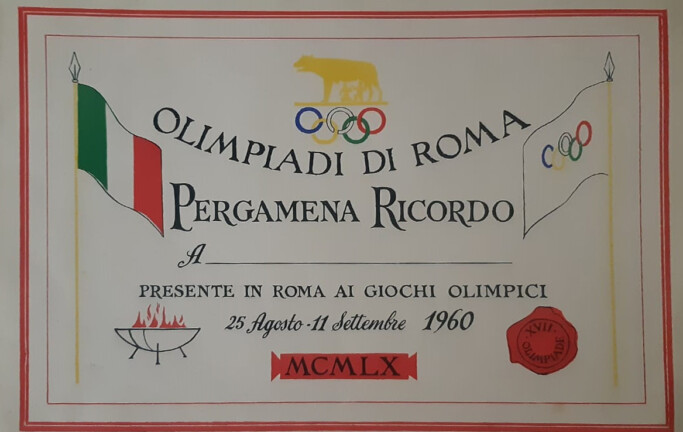 OLIMPIADI DI ROMA
PERGAMENA RICORDO
A
PRESENTE IN ROMA AI GIOCHI OLIMPICI
25 Agosto - 11 Settembre 1960
XVII
OLIMPIADE
MCMLX